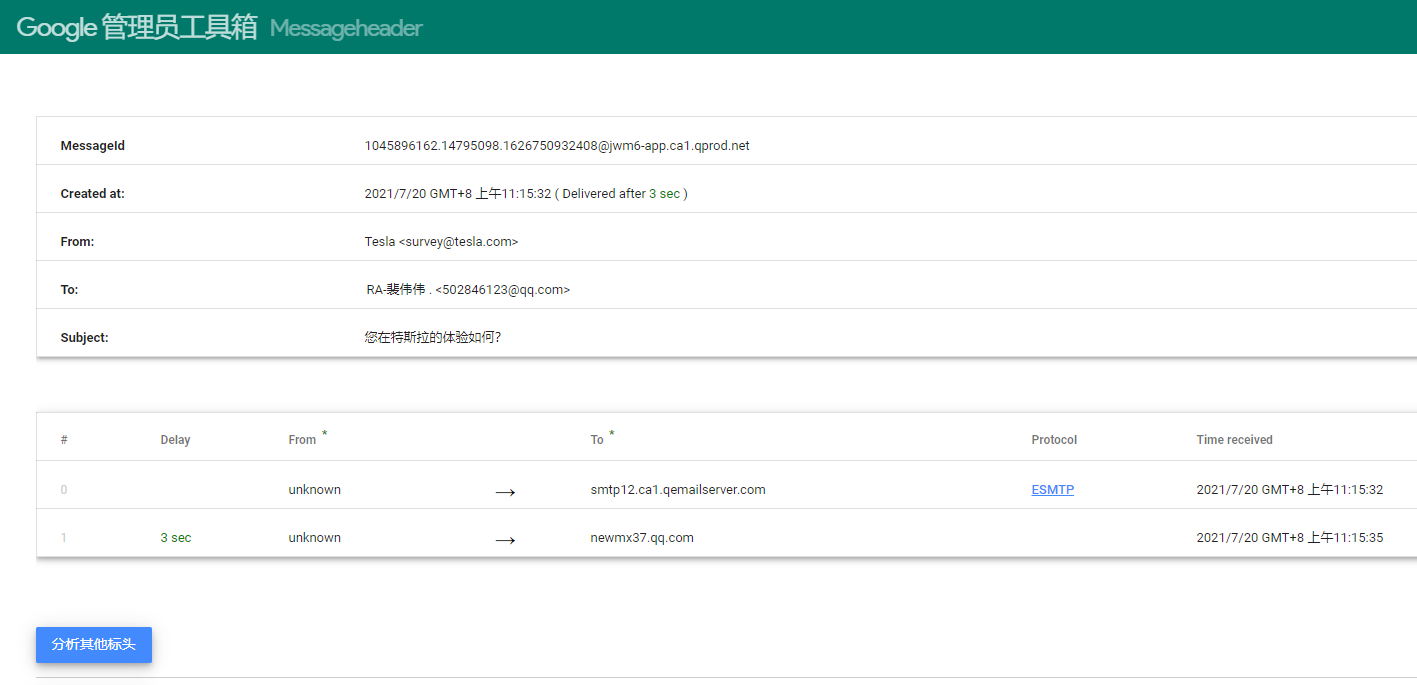 Google 管理员工具箱 Messageheader
MessageId 1045896162.14795098.1626750932408@jwm6-app.ca1.qprod.net
Created at: 2021/7/20 GMT+8 上午11:15:32 ( Delivered after 3 sec )
From: Tesla <survey@tesla.com>
To: RA-裴伟伟 . <502846123@qq.com>
Subject: 您在特斯拉的体验如何?
# Delay From * To * Protocol Time received
0 unknown → smtp12.ca1.qemailserver.com ESMTP 2021/7/20 GMT+8 上午11:15:32
1 3 sec unknown → newmx37.qq.com 2021/7/20 GMT+8 上午11:15:35
分析其他标头